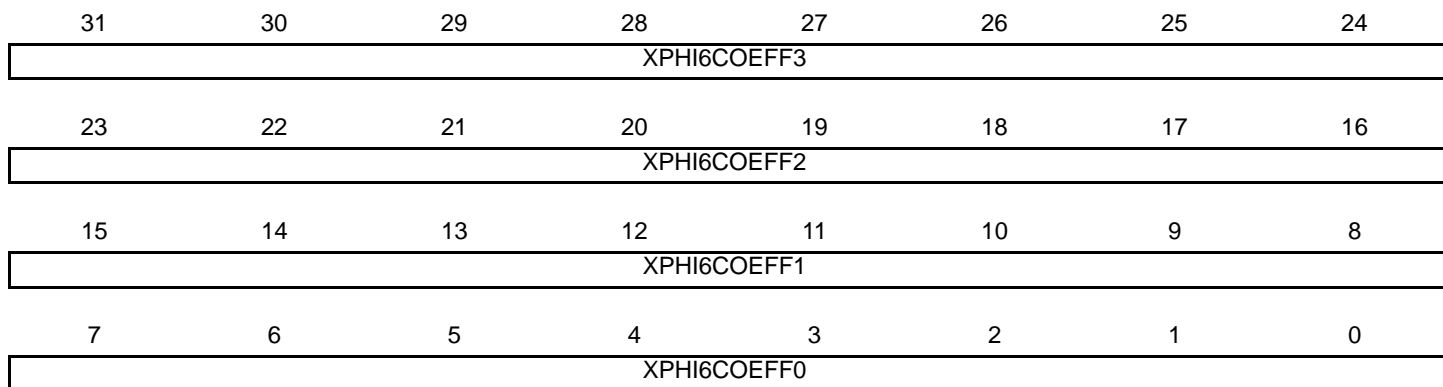 31 30 29 28 27 26 25 24
XPHI6COEFF3
23 22 21 20 19 18 17 16
XPHI6COEFF2
15 14 13 12 11 10 9 8
XPHI6COEFF1
7 6 5 4 3 2 1 0
XPHI6COEFF0